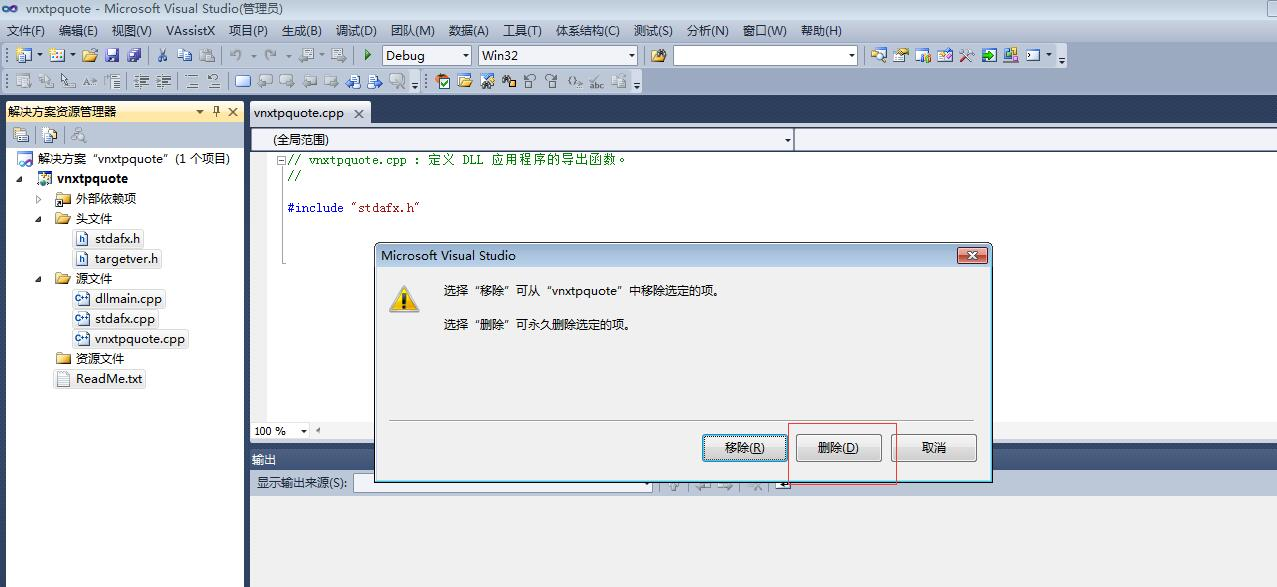 vnxtpquote - Microsoft Visual Studio(管理员)
文件(F) 编辑(E) 视图(V) VAssistX 项目(P) 生成(B) 调试(D) 团队(M) 数据(A) 工具(T) 体系结构(C) 测试(S) 分析(N) 窗口(W) 帮助(H)
Debug Win32
解决方案资源管理器
vnxtpquote.cpp
(全局范围)
解决方案“vnxtpquote”(1 个项目)
vnxtpquote
外部依赖项
头文件
stdafx.h
targetver.h
源文件
dllmain.cpp
stdafx.cpp
vnxtpquote.cpp
资源文件
ReadMe.txt
// vnxtpquote.cpp : 定义 DLL 应用程序的导出函数。
//
#include "stdafx.h"
100 %
Microsoft Visual Studio
选择“移除”可从“vnxtpquote”中移除选定的项。
选择“删除”可永久删除选定的项。
移除(R) 删除(D) 取消
输出
显示输出来源(S):